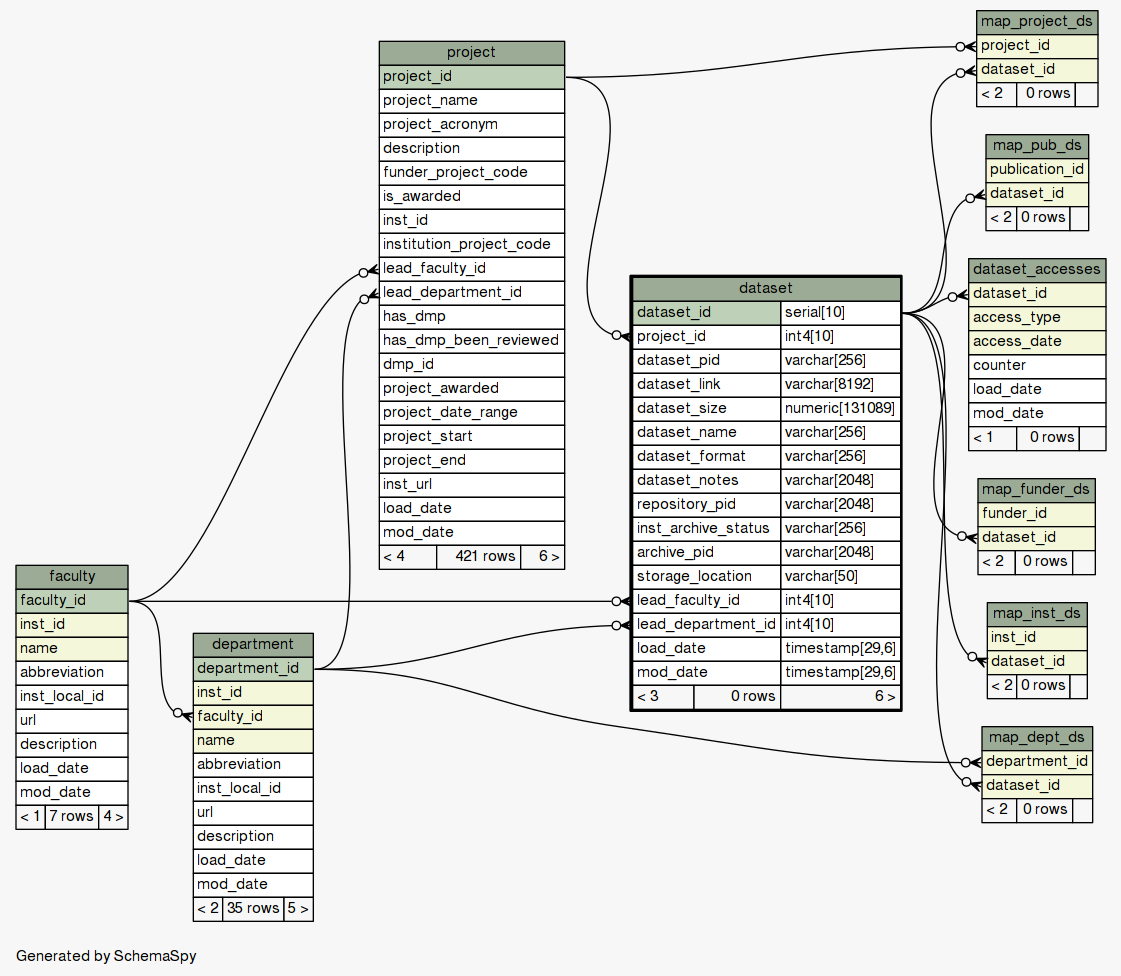 project
project_id
project_name
project_acronym
description
funder_project_code
is_awarded
inst_id
institution_project_code
lead_faculty_id
lead_department_id
has_dmp
has_dmp_been_reviewed
dmp_id
project_awarded
project_date_range
project_start
project_end
inst_url
load_date
mod_date
< 4 421 rows 6 >
faculty
faculty_id
inst_id
name
abbreviation
inst_local_id
url
description
load_date
mod_date
< 1 7 rows 4 >
department
department_id
inst_id
faculty_id
name
abbreviation
inst_local_id
url
description
load_date
mod_date
< 2 35 rows 5 >
dataset
dataset_id serial[10]
project_id int4[10]
dataset_pid varchar[256]
dataset_link varchar[8192]
dataset_size numeric[131089]
dataset_name varchar[256]
dataset_format varchar[256]
dataset_notes varchar[2048]
repository_pid varchar[2048]
inst_archive_status varchar[256]
archive_pid varchar[2048]
storage_location varchar[50]
lead_faculty_id int4[10]
lead_department_id int4[10]
load_date timestamp[29,6]
mod_date timestamp[29,6]
< 3 0 rows 6 >
map_project_ds
project_id
dataset_id
< 2 0 rows
map_pub_ds
publication_id
dataset_id
< 2 0 rows
dataset_accesses
dataset_id
access_type
access_date
counter
load_date
mod_date
< 1 0 rows
map_funder_ds
funder_id
dataset_id
< 2 0 rows
map_inst_ds
inst_id
dataset_id
< 2 0 rows
map_dept_ds
department_id
dataset_id
< 2 0 rows
Generated by SchemaSpy